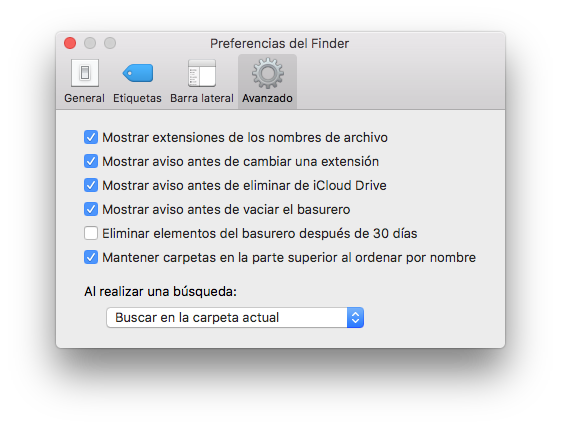 Preferencias del Finder
General
Etiquetas
Barra lateral
Avanzado
Mostrar extensiones de los nombres de archivo
Mostrar aviso antes de cambiar una extensión
Mostrar aviso antes de eliminar de iCloud Drive
Mostrar aviso antes de vaciar el basurero
Eliminar elementos del basurero después de 30 días
Mantener carpetas en la parte superior al ordenar por nombre
Al realizar una búsqueda:
Buscar en la carpeta actual